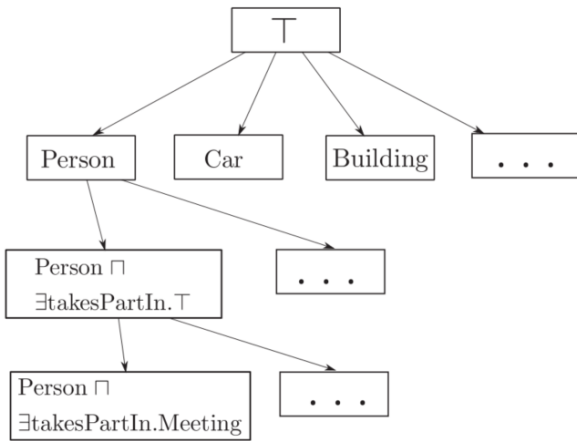 ⊤
Person
Car
Building
. . .
Person ⊓
∃takesPartIn.⊤
. . .
Person ⊓
∃takesPartIn.Meeting
. . .